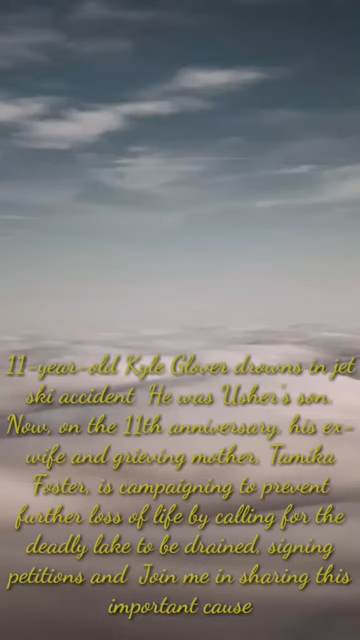 11-year-old Kyle Glover drowns in jet
ski accident He was Usher's son.
Now, on the 11th anniversary, his ex-
wife and grieving mother, Tamika
Foster, is campaigning to prevent
further loss of life by calling for the
deadly lake to be drained, signing
petitions and Join me in sharing this
important cause